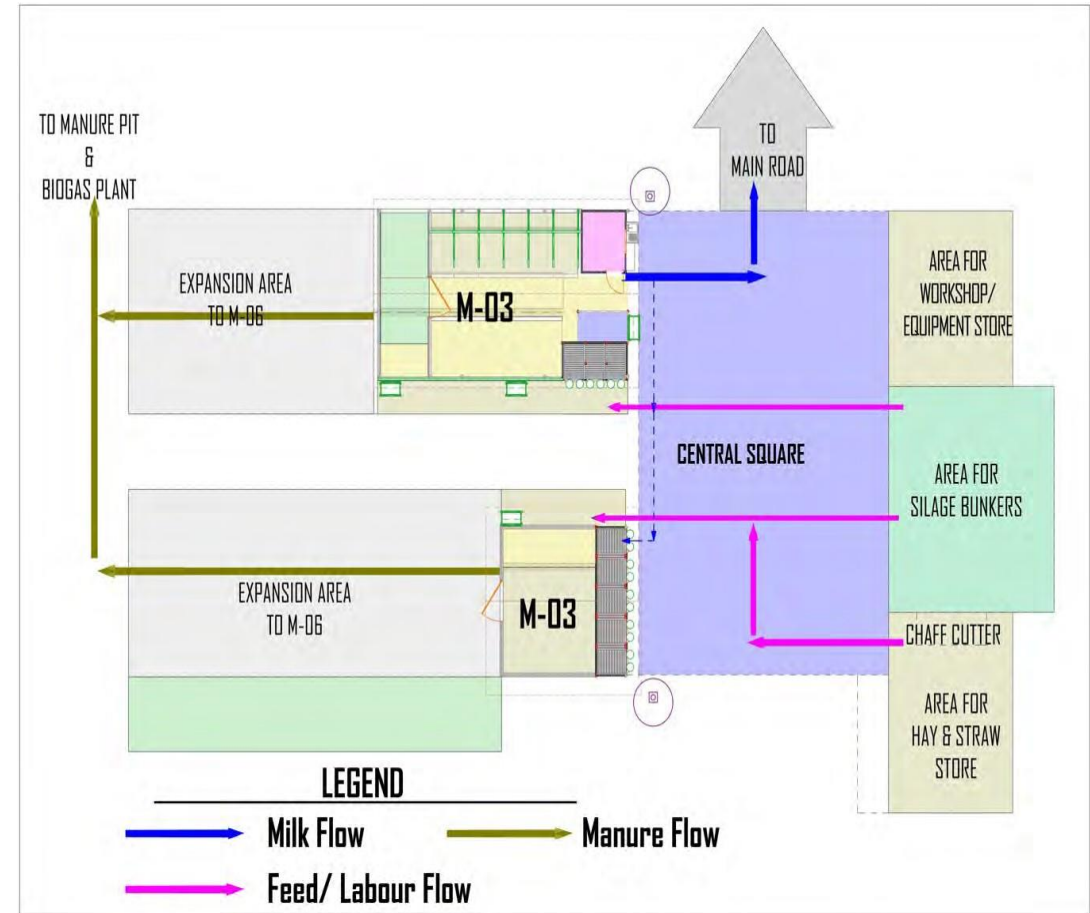 TO MANURE PIT
&
BIOGAS PLANT
TO
MAIN ROAD
EXPANSION AREA
TO M-06
M-03
AREA FOR
WORKSHOP/
EQUIPMENT STORE
CENTRAL SQUARE
AREA FOR
SILAGE BUNKERS
EXPANSION AREA
TO M-06
M-03
CHAFF CUTTER
AREA FOR
HAY & STRAW
STORE
LEGEND
Milk Flow
Manure Flow
Feed/ Labour Flow